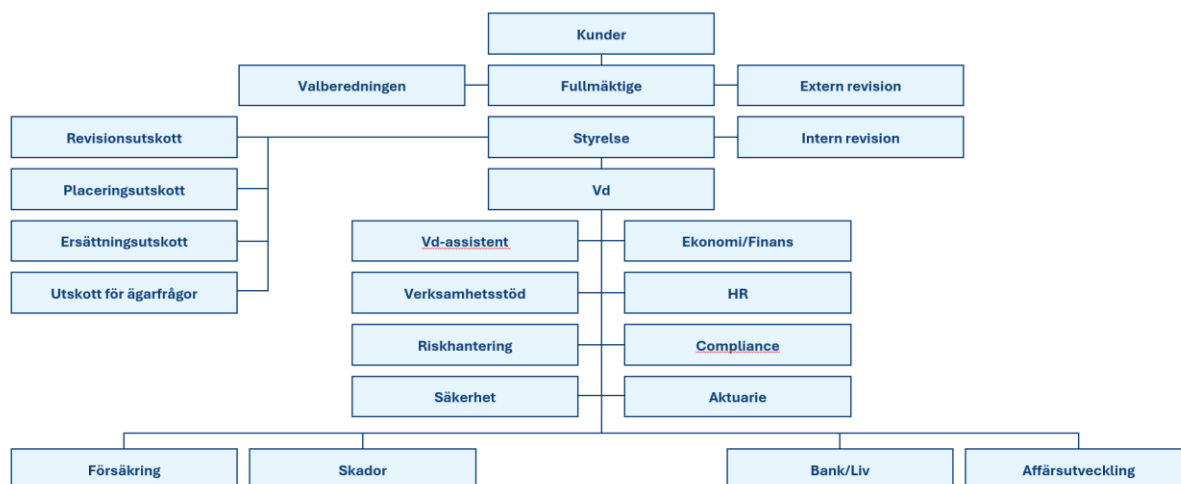 Kunder
Valberedningen
Fullmäktige
Extern revision
Revisionsutskott
Styrelse
Intern revision
Placeringsutskott
Vd
Ersättningsutskott
Vd-assistent
Ekonomi/Finans
Utskott för ägarfrågor
Verksamhetsstöd
HR
Riskhantering
Compliance
Säkerhet
Aktuarie
Försäkring
Skador
Bank/Liv
Affärsutveckling